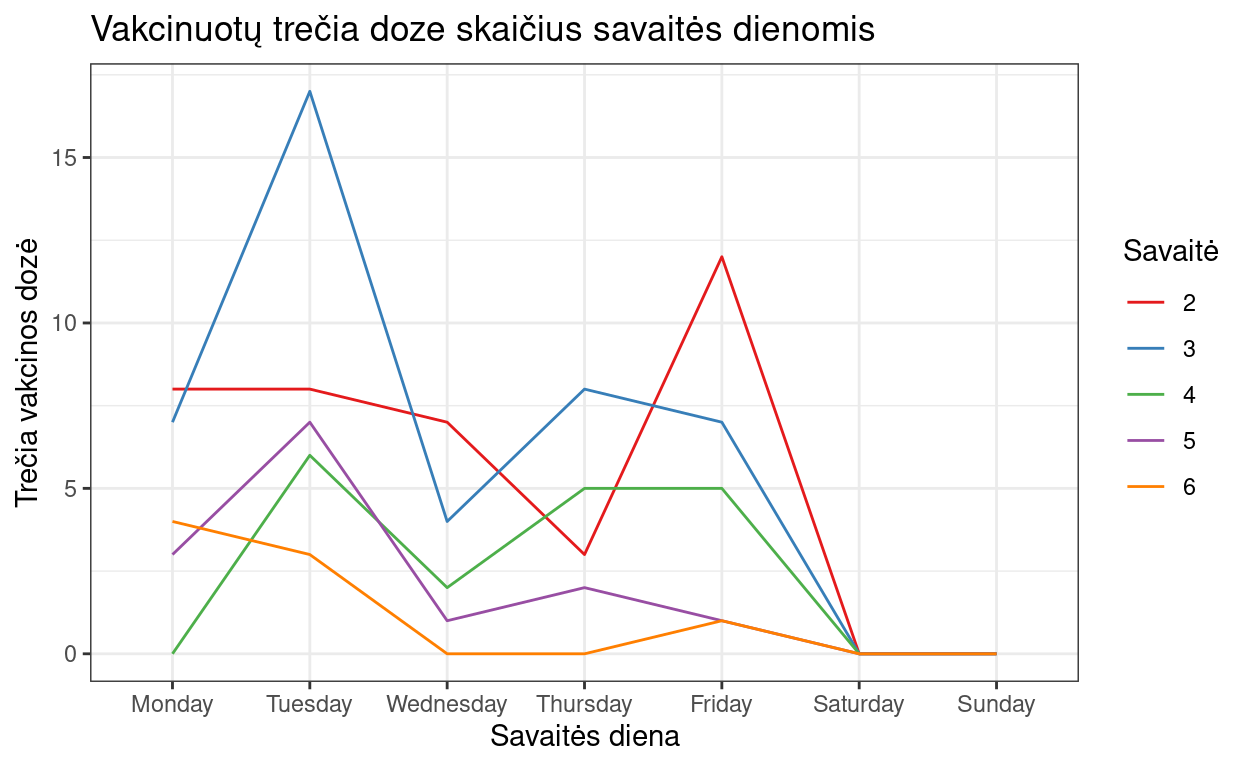 Vakcinuotų trečia doze skaičius savaitės dienomis
Trečia vakcinos dozė
15
10
5
0
Monday Tuesday Wednesday Thursday Friday Saturday Sunday
Savaitės diena
Savaitė
2
3
4
5
6